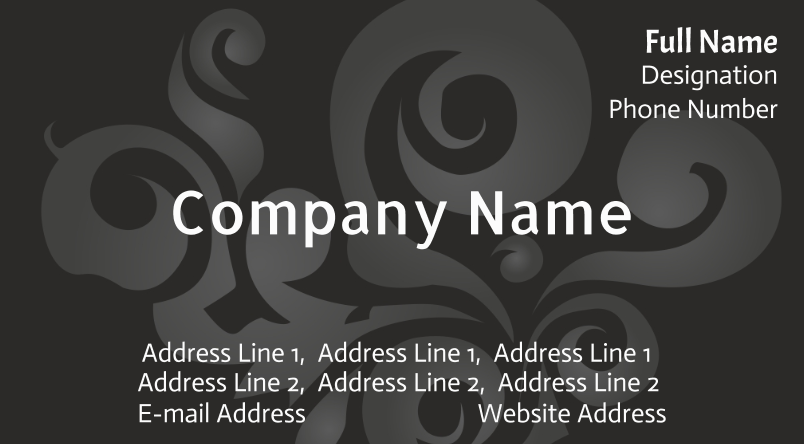 Full Name
Designation
Phone Number
Company Name
Address Line 1, Address Line 1, Address Line 1
Address Line 2, Address Line 2, Address Line 2
E-mail Address Website Address